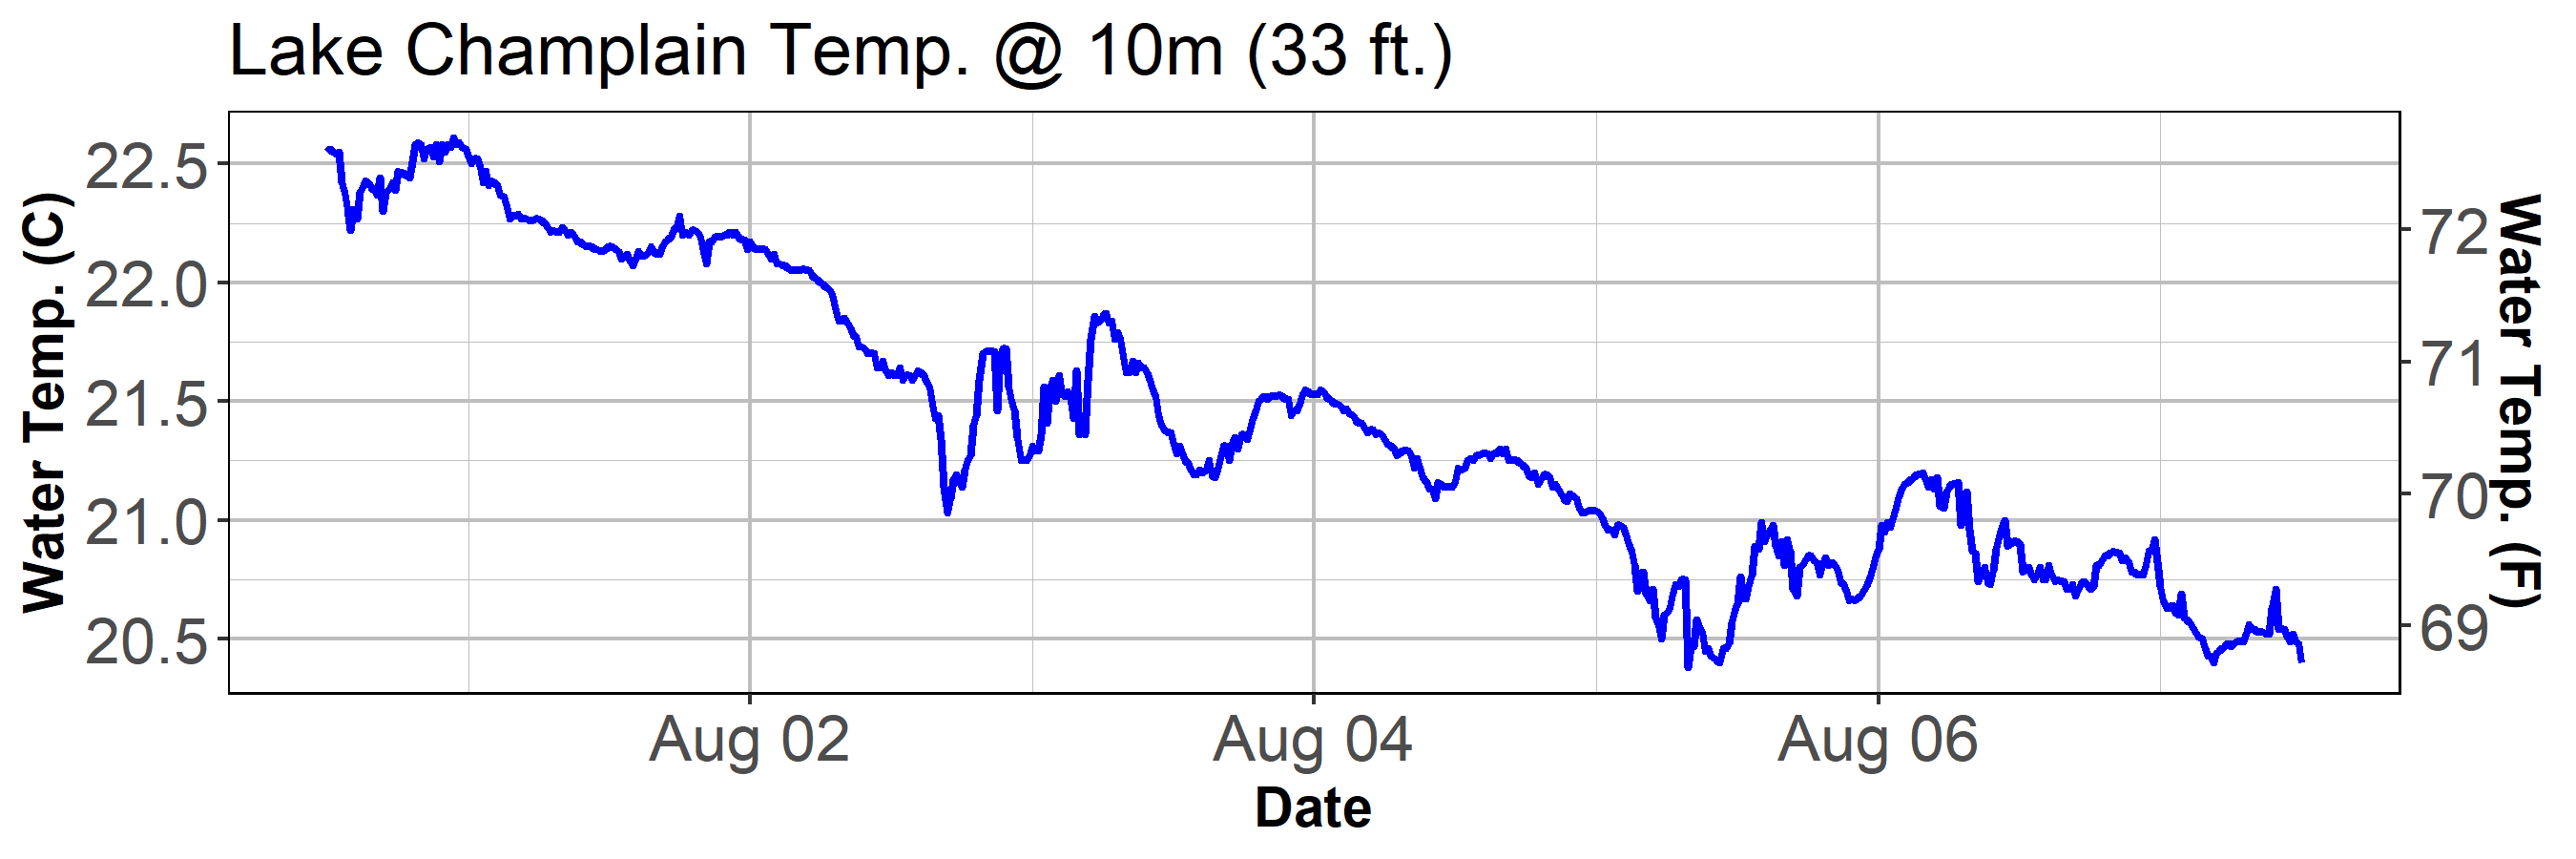 Lake Champlain Temp. @ 10m (33 ft.)
Water Temp. (C)
22.5
22.0
21.5
21.0
20.5
72
71
70
69
Water Temp. (F)
Aug 02
Aug 04
Aug 06
Date